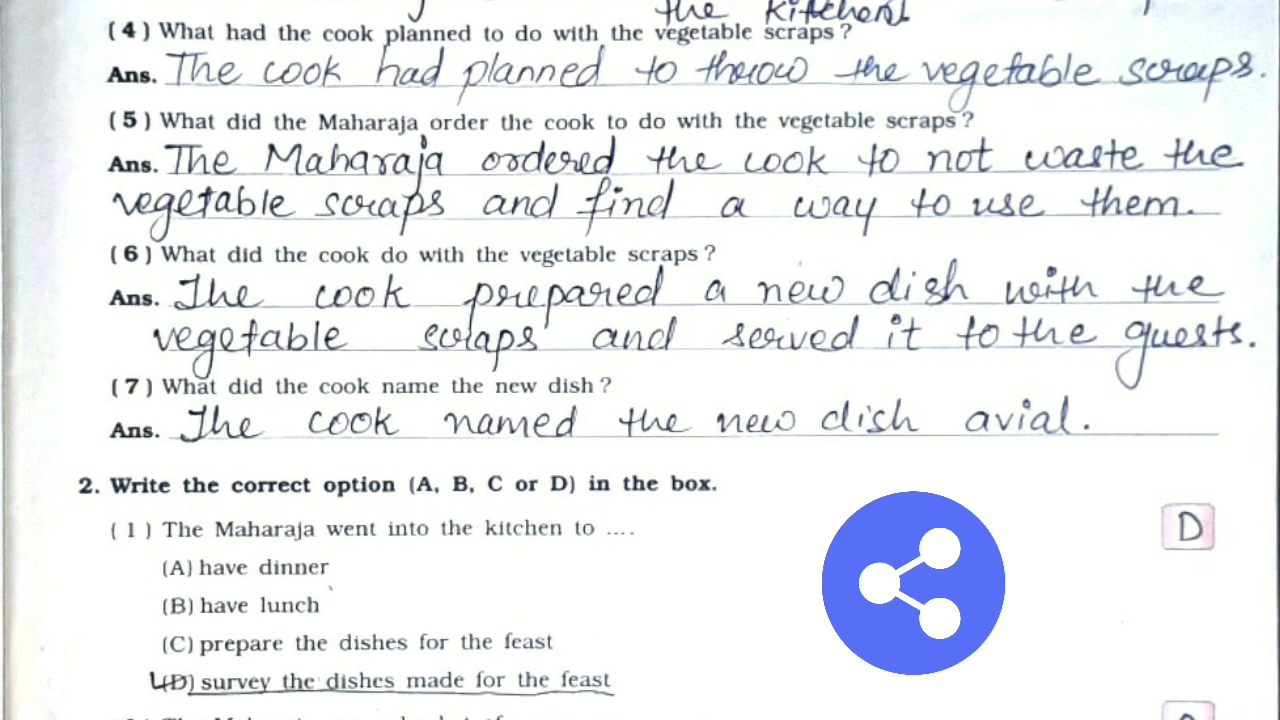 the kitchen.
(4) What had the cook planned to do with the vegetable scraps?
Ans. The cook had planned to throw the vegetable scraps.
(5) What did the Maharaja order the cook to do with the vegetable scraps?
Ans. The Maharaja ordered the cook to not waste the
vegetable scraps and find a way to use them.
(6) What did the cook do with the vegetable scraps?
Ans. The cook prepared a new dish with the
vegetable scraps and served it to the guests.
(7) What did the cook name the new dish?
Ans. The cook named the new dish avial.
2. Write the correct option (A, B, C or D) in the box.
(1) The Maharaja went into the kitchen to .... D
(A) have dinner
(B) have lunch
(C) prepare the dishes for the feast
(D) survey the dishes made for the feast